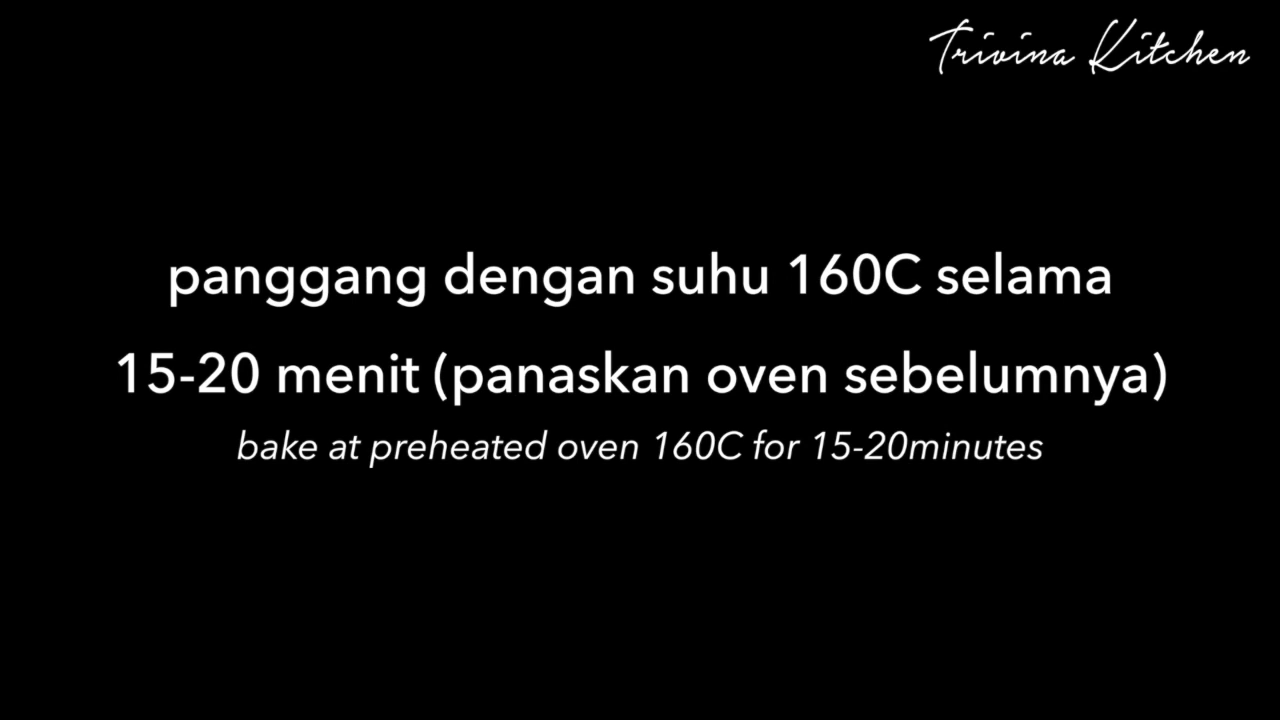 Trivina Kitchen
panggang dengan suhu 160C selama
15-20 menit (panaskan oven sebelumnya)
bake at preheated oven 160C for 15-20minutes